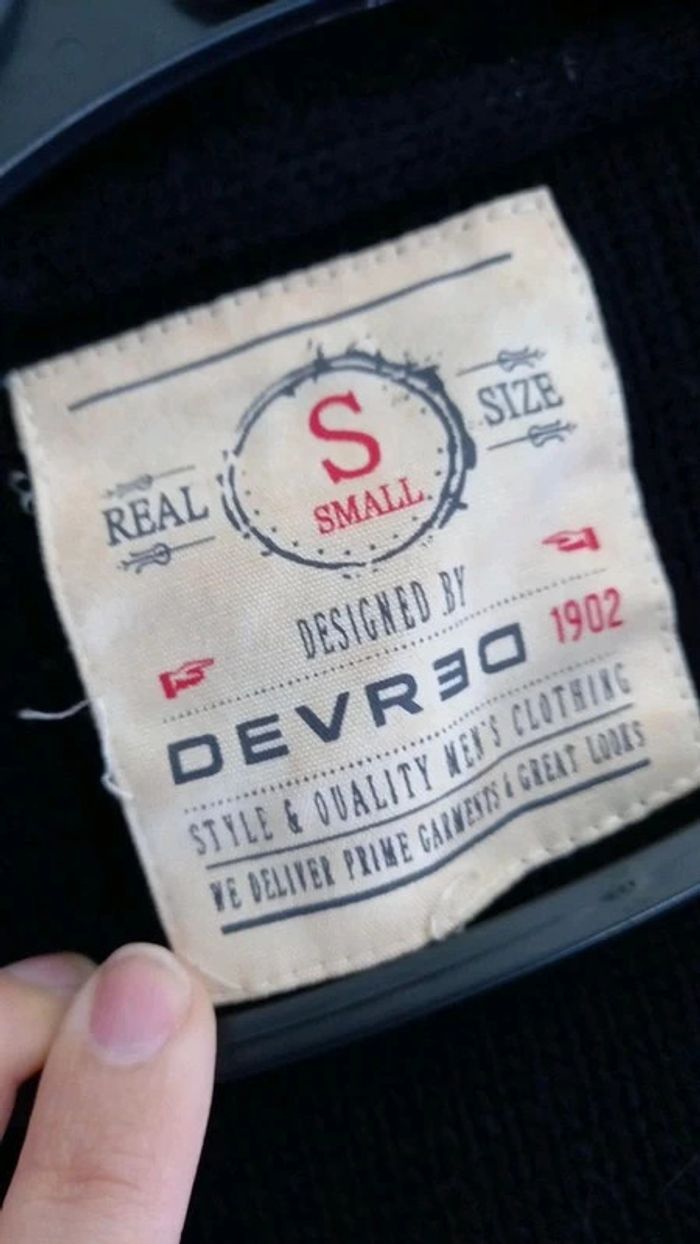 REAL S SIZE
SMALL
DESIGNED BY
DEVRED 1902
STYLE & QUALITY MEN'S CLOTHING
WE DELIVER PRIME GARMENTS & GREAT LOOKS